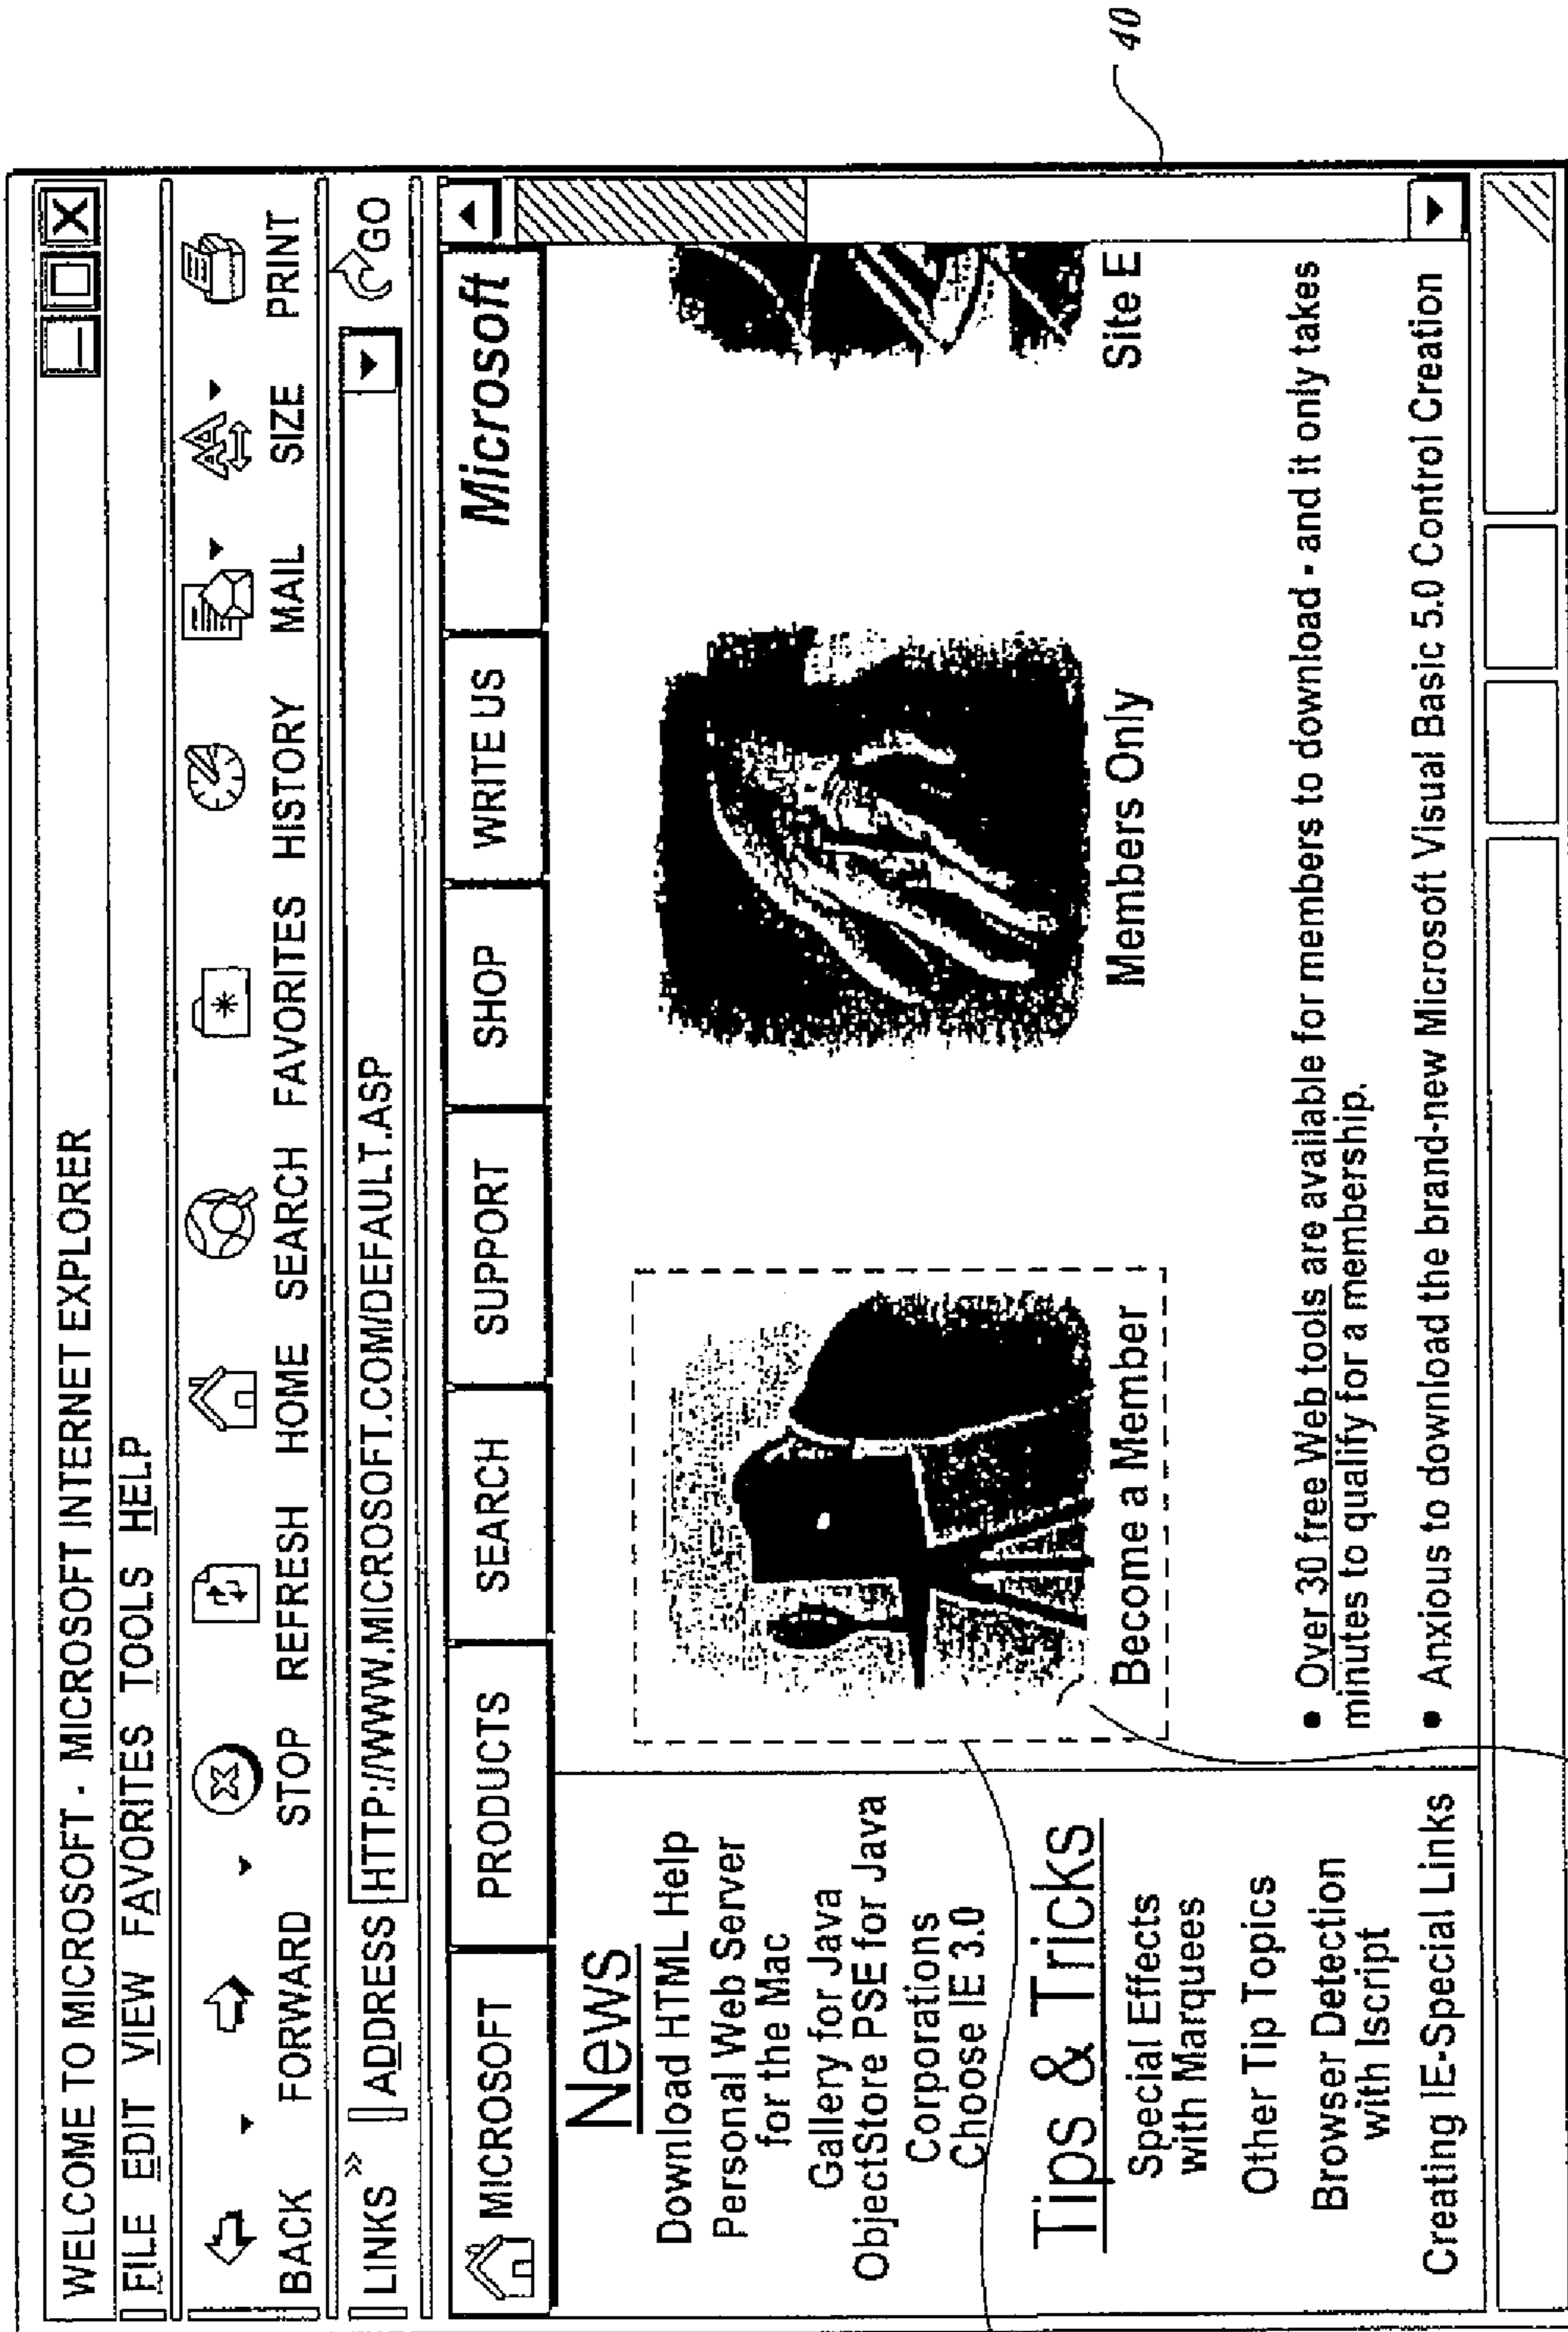 WELCOME TO MICROSOFT - MICROSOFT INTERNET EXPLORER
FILE EDIT VIEW FAVORITES TOOLS HELP
BACK FORWARD STOP REFRESH HOME SEARCH FAVORITES HISTORY MAIL SIZE PRINT
LINKS » ADDRESS HTTP://WWW.MICROSOFT.COM/DEFAULT.ASP GO
MICROSOFT PRODUCTS SEARCH SUPPORT SHOP WRITE US Microsoft
News
Download HTML Help
Personal Web Server
for the Mac
Gallery for Java
ObjectStore PSE for Java
Corporations
Choose IE 3.0
Tips & Tricks
Special Effects
with Marquees
Other Tip Topics
Browser Detection
with Iscript
Creating IE-Special Links
Become a Member
Members Only
Site E
• Over 30 free Web tools are available for members to download - and it only takes
minutes to qualify for a membership.
• Anxious to download the brand-new Microsoft Visual Basic 5.0 Control Creation
40